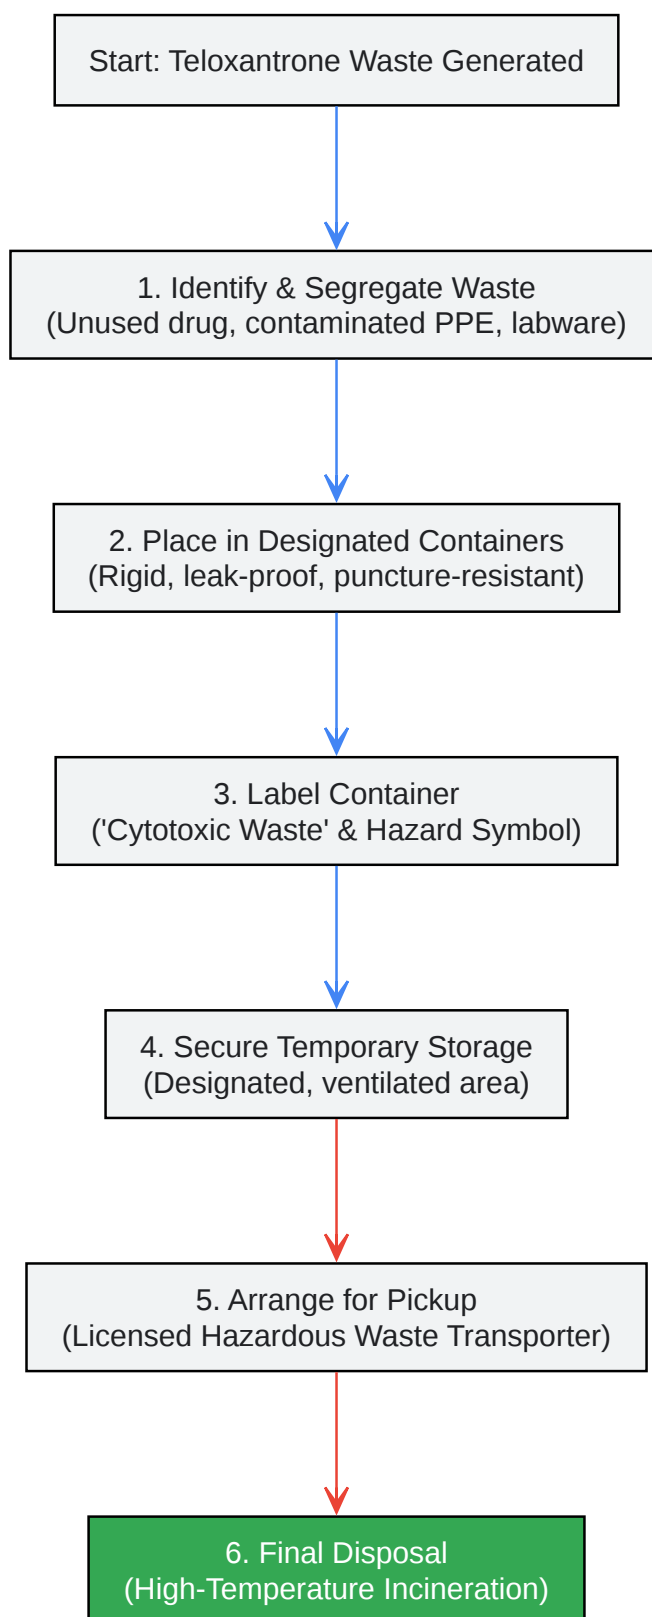 Start: Teloxantrone Waste Generated
1. Identify & Segregate Waste
(Unused drug, contaminated PPE, labware)
2. Place in Designated Containers
(Rigid, leak-proof, puncture-resistant)
3. Label Container
('Cytotoxic Waste' & Hazard Symbol)
4. Secure Temporary Storage
(Designated, ventilated area)
5. Arrange for Pickup
(Licensed Hazardous Waste Transporter)
6. Final Disposal
(High-Temperature Incineration)